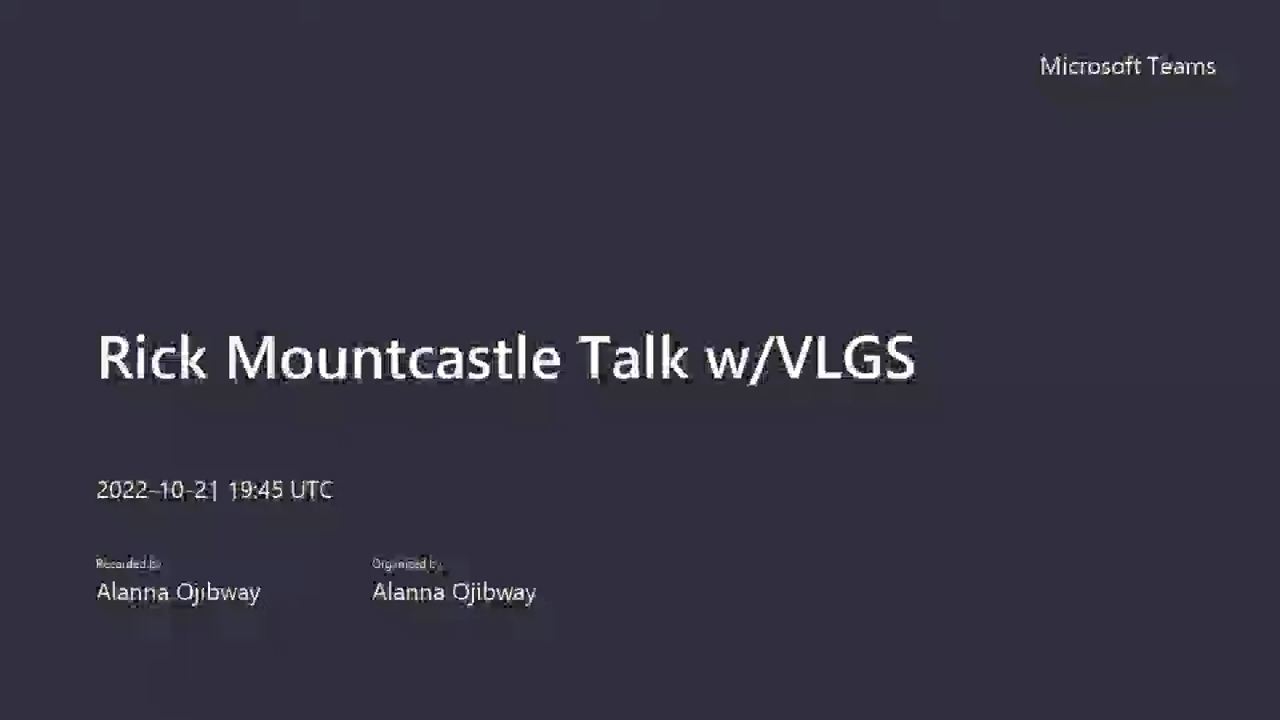 Microsoft Teams
Rick Mountcastle Talk w/VLGS
2022-10-21 19:45 UTC
Recorded by
Organized by
Alanna Ojibway
Alanna Ojibway